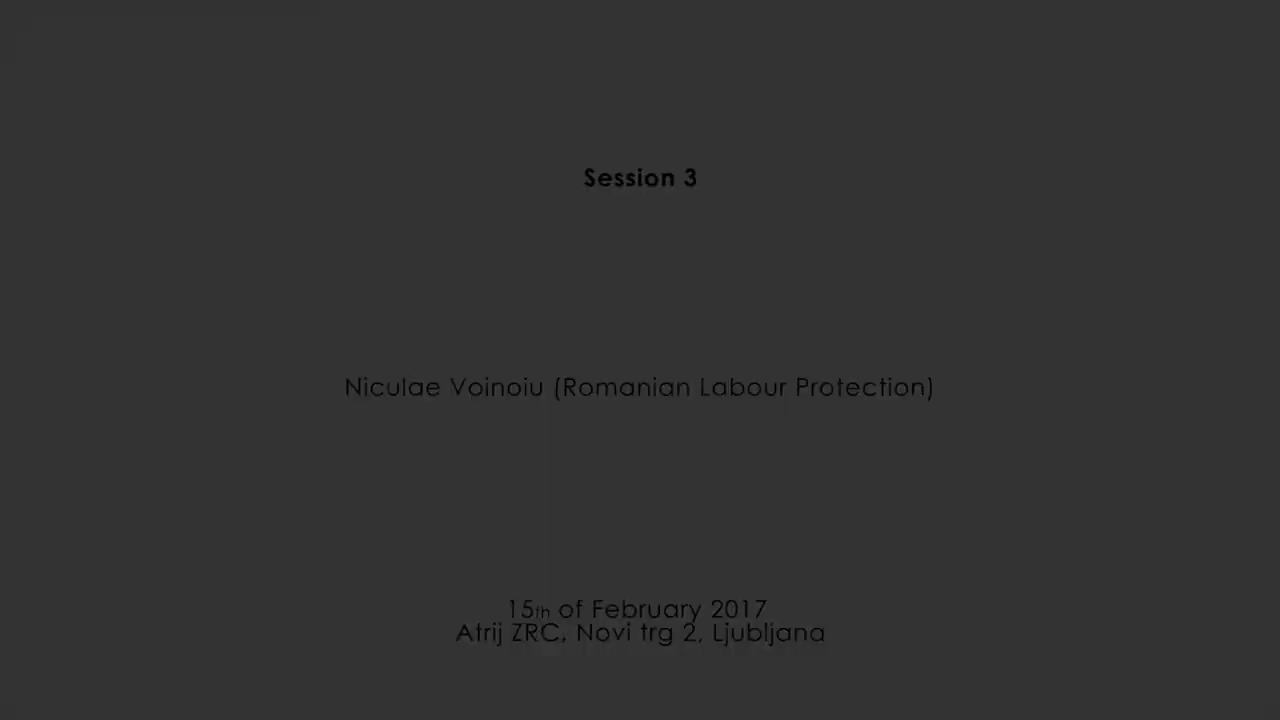 Session 3
Niculae Voinoiu (Romanian Labour Protection)
15th of February 2017
Atrij ZRC, Novi trg 2, Ljubljana